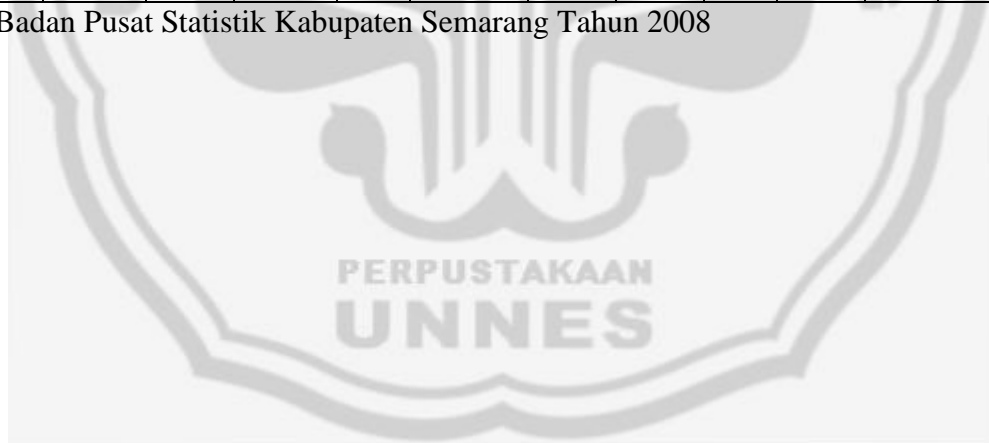 Badan Pusat Statistik Kabupaten Semarang Tahun 2008
PERPUSTAKAAN
UNNES